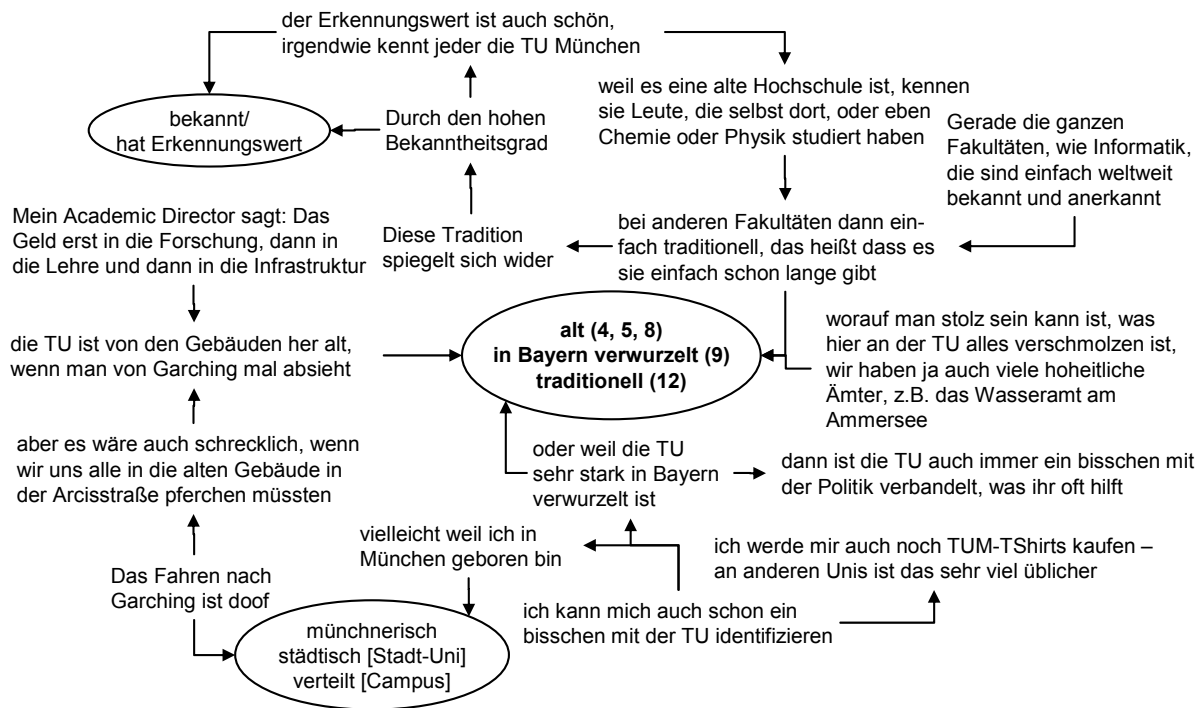 der Erkennungswert ist auch schön,
irgendwie kennt jeder die TU München
bekannt/
hat Erkennungswert
Durch den hohen
Bekanntheitsgrad
weil es eine alte Hochschule ist, kennen
sie Leute, die selbst dort, oder eben
Chemie oder Physik studiert haben
Gerade die ganzen
Fakultäten, wie Informatik,
die sind einfach weltweit
bekannt und anerkannt
Mein Academic Director sagt: Das
Geld erst in die Forschung, dann in
die Lehre und dann in die Infrastruktur
Diese Tradition
spiegelt sich wider
bei anderen Fakultäten dann ein-
fach traditionell, das heißt dass es
sie einfach schon lange gibt
die TU ist von den Gebäuden her alt,
wenn man von Garching mal absieht
alt (4, 5, 8)
in Bayern verwurzelt (9)
traditionell (12)
worauf man stolz sein kann ist, was
hier an der TU alles verschmolzen ist,
wir haben ja auch viele hoheitliche
Ämter, z.B. das Wasseramt am
Ammersee
aber es wäre auch schrecklich, wenn
wir uns alle in die alten Gebäude in
der Arcisstraße pferchen müssten
oder weil die TU
sehr stark in Bayern
verwurzelt ist
dann ist die TU auch immer ein bisschen mit
der Politik verbandelt, was ihr oft hilft
vielleicht weil ich in
München geboren bin
ich werde mir auch noch TUM-TShirts kaufen –
an anderen Unis ist das sehr viel üblicher
Das Fahren nach
Garching ist doof
ich kann mich auch schon ein
bisschen mit der TU identifizieren
münchnerisch
städtisch [Stadt-Uni]
verteilt [Campus]